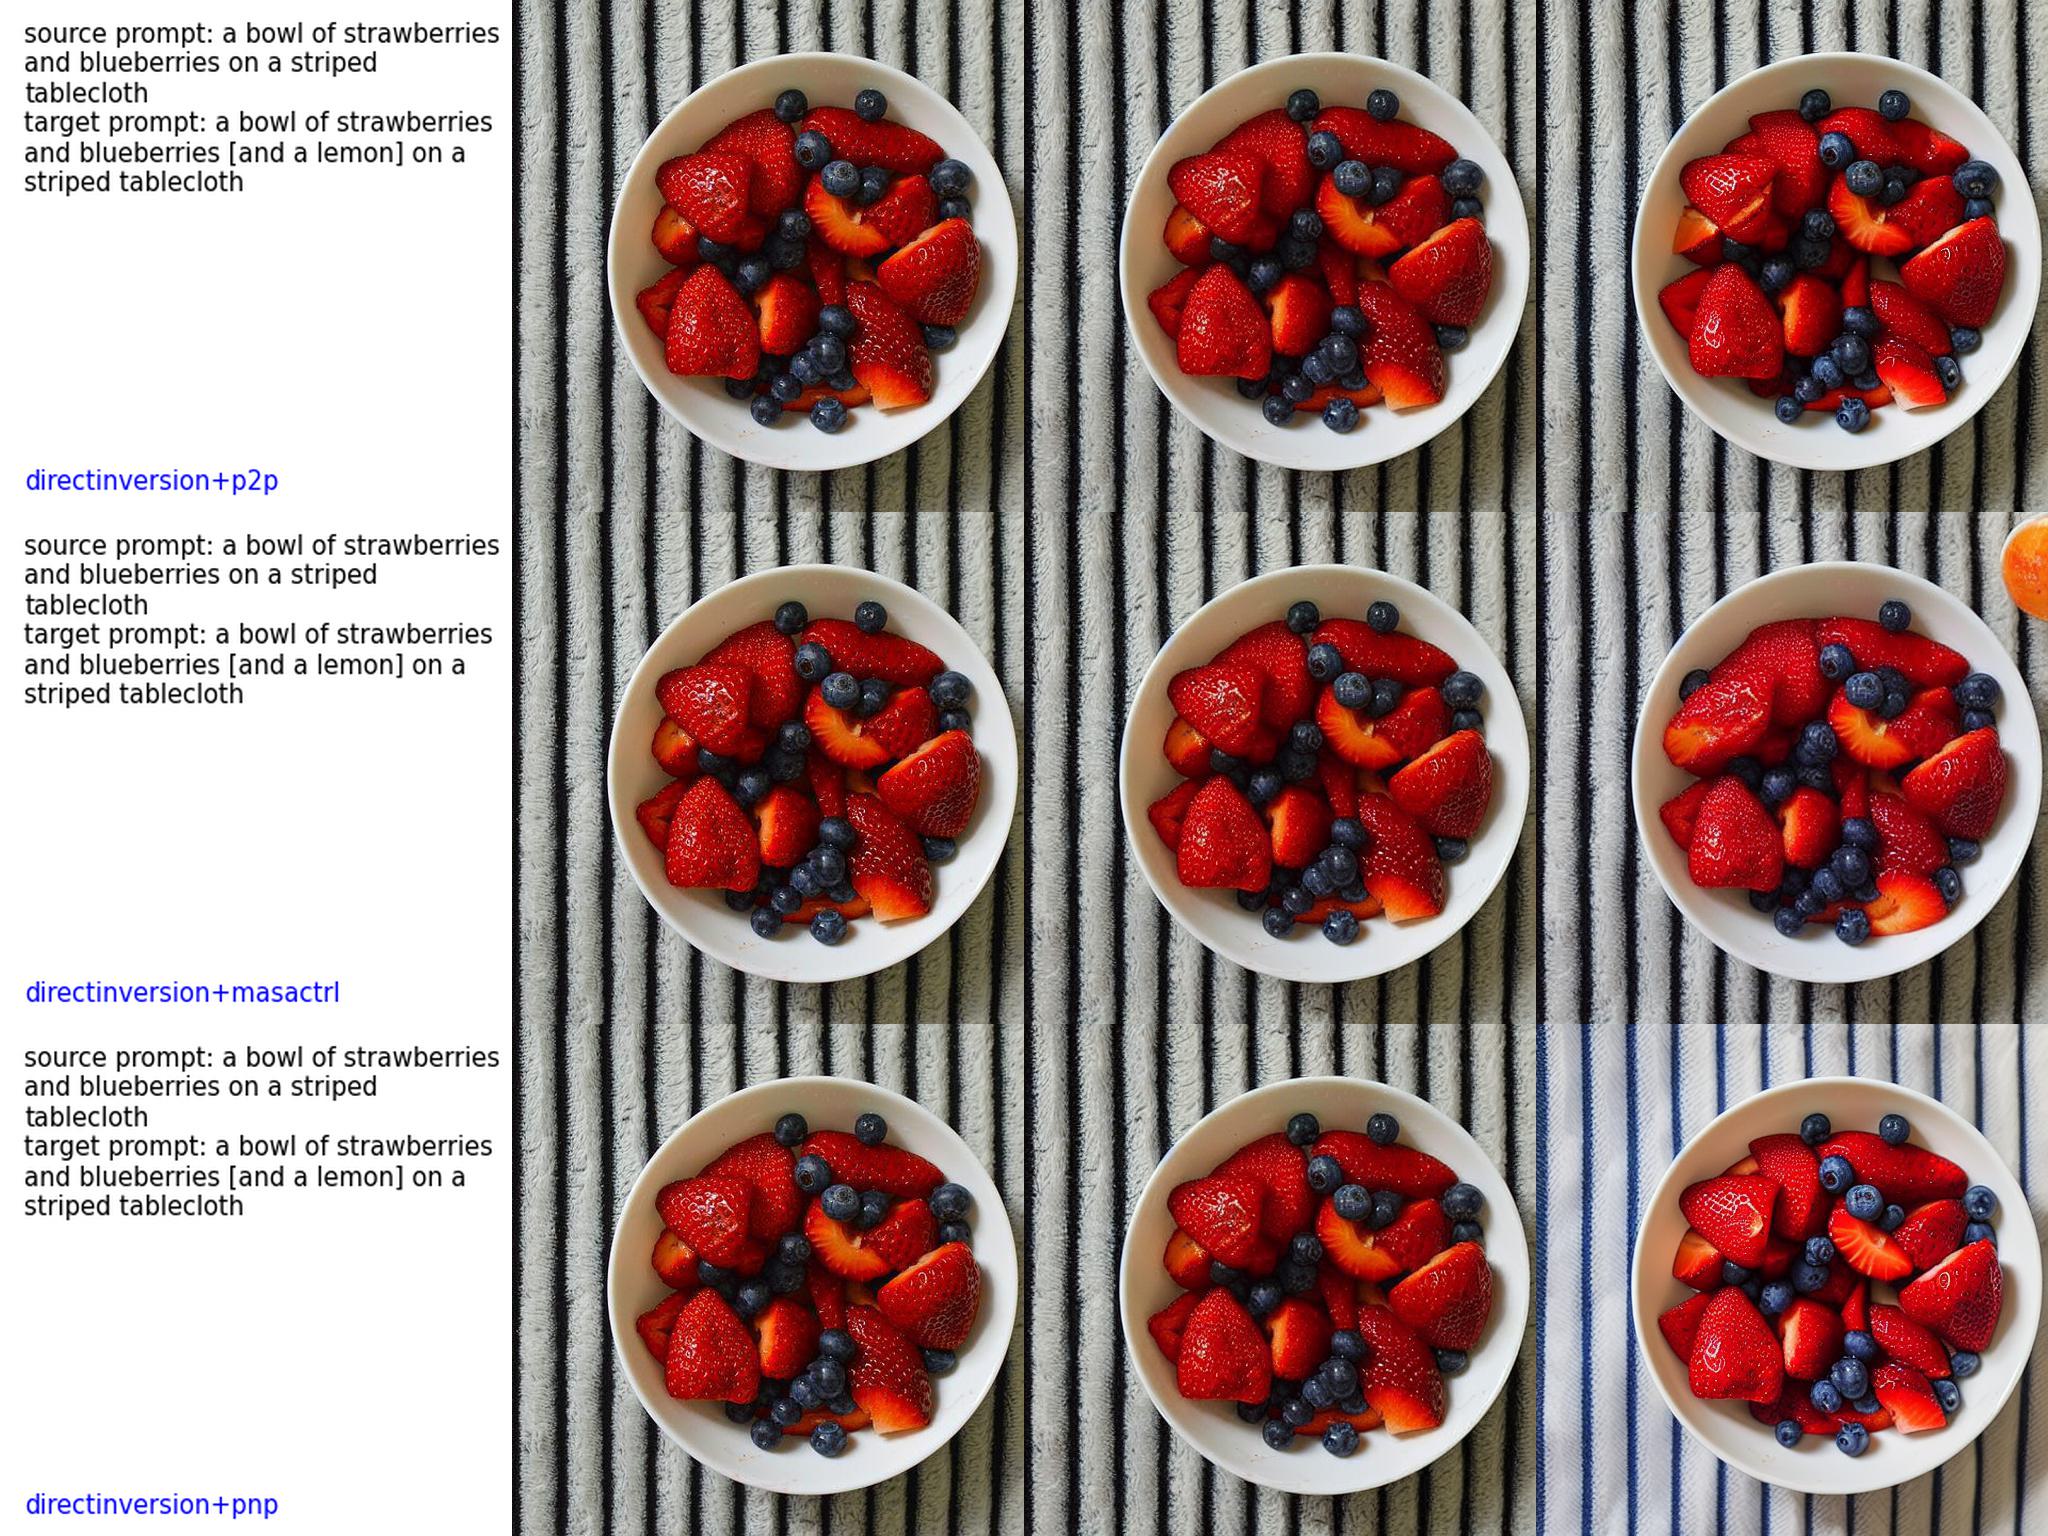 source prompt: a bowl of strawberries
and blueberries on a striped
tablecloth
target prompt: a bowl of strawberries
and blueberries [and a lemon] on a
striped tablecloth
directinversion+p2p
source prompt: a bowl of strawberries
and blueberries on a striped
tablecloth
target prompt: a bowl of strawberries
and blueberries [and a lemon] on a
striped tablecloth
directinversion+masactrl
source prompt: a bowl of strawberries
and blueberries on a striped
tablecloth
target prompt: a bowl of strawberries
and blueberries [and a lemon] on a
striped tablecloth
directinversion+pnp